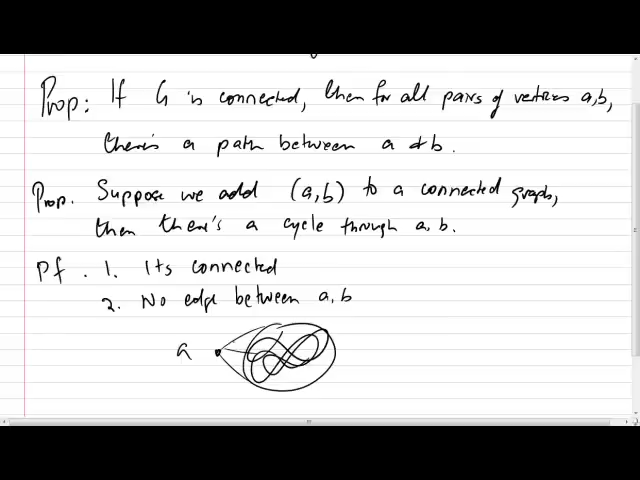 Prop: If G is connected, then for all pairs of vertices a,b,
there's a path between a & b.
Prop. Suppose we add (a,b) to a connected graph,
then there's a cycle through a, b.
Pf. 1. Its connected
2. No edge between a, b
a